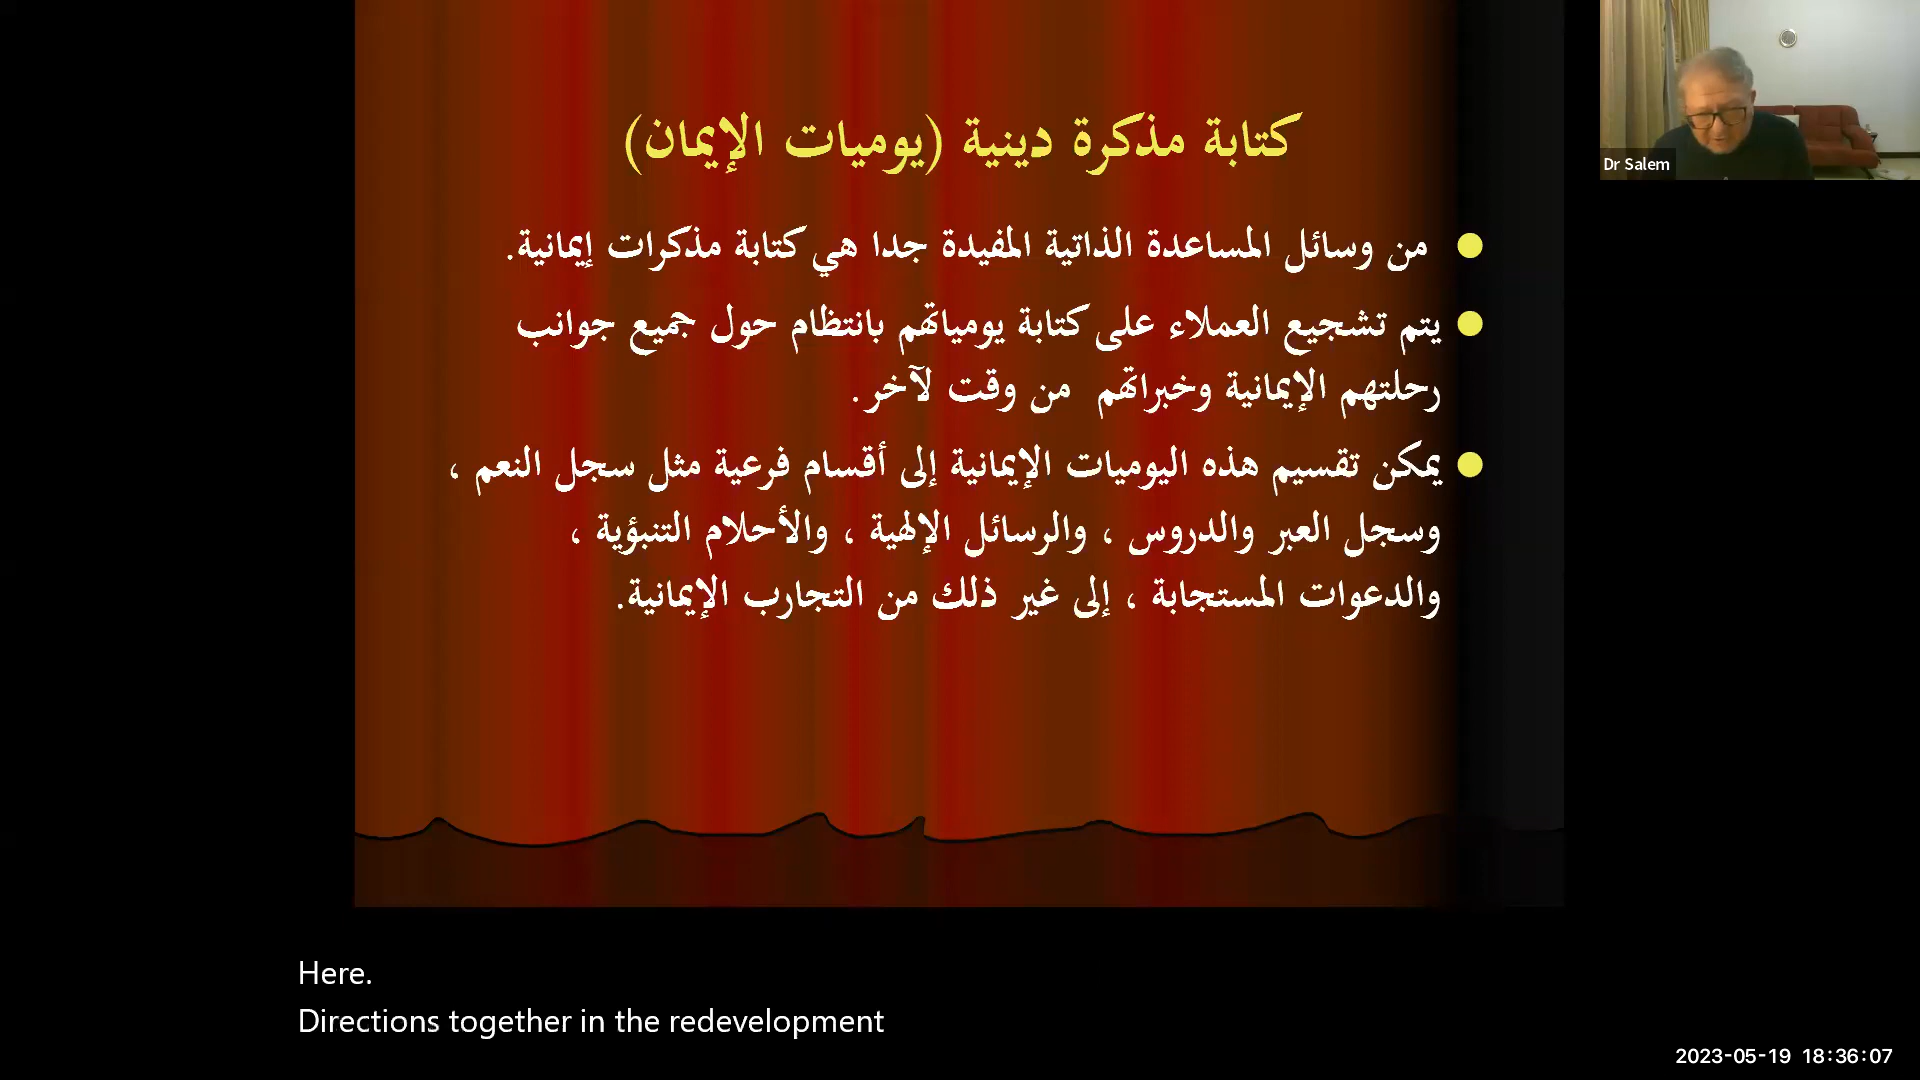 كتابة مذكرة دينية (يوميات الإيمان)
من وسائل المساعدة الذاتية المفيدة جدا هي كتابة مذكرات إيمانية.
يتم تشجيع العملاء على كتابة يومياتهم بانتظام حول جميع جوانب
رحلتهم الإيمانية وخبراتهم من وقت لآخر.
يمكن تقسيم هذه اليوميات الإيمانية إلى أقسام فرعية مثل سجل النعم ،
وسجل العبر والدروس ، والرسائل الإلهية ، والأحلام التنبؤية ،
والدعوات المستجابة ، إلى غير ذلك من التجارب الإيمانية.
Dr Salem
Here.
Directions together in the redevelopment
2023-05-19 18:36:07